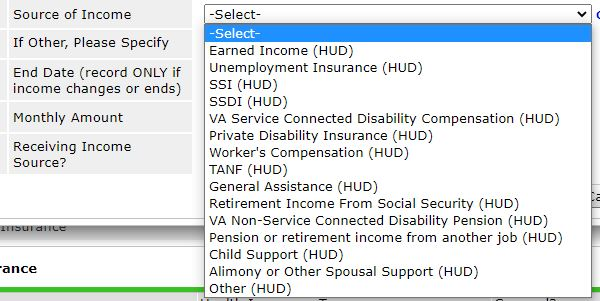 Source of Income
-Select-
-Select-
If Other, Please Specify
Earned Income (HUD)
Unemployment Insurance (HUD)
End Date (record ONLY if
income changes or ends)
SSI (HUD)
SSDI (HUD)
Monthly Amount
VA Service Connected Disability Compensation (HUD)
Private Disability Insurance (HUD)
Receiving Income
Source?
Worker's Compensation (HUD)
TANF (HUD)
General Assistance (HUD)
Retirement Income From Social Security (HUD)
Ca
VA Non-Service Connected Disability Pension (HUD)
Insurance
Pension or retirement income from another job (HUD)
Child Support (HUD)
rance
Alimony or Other Spousal Support (HUD)
Other (HUD)